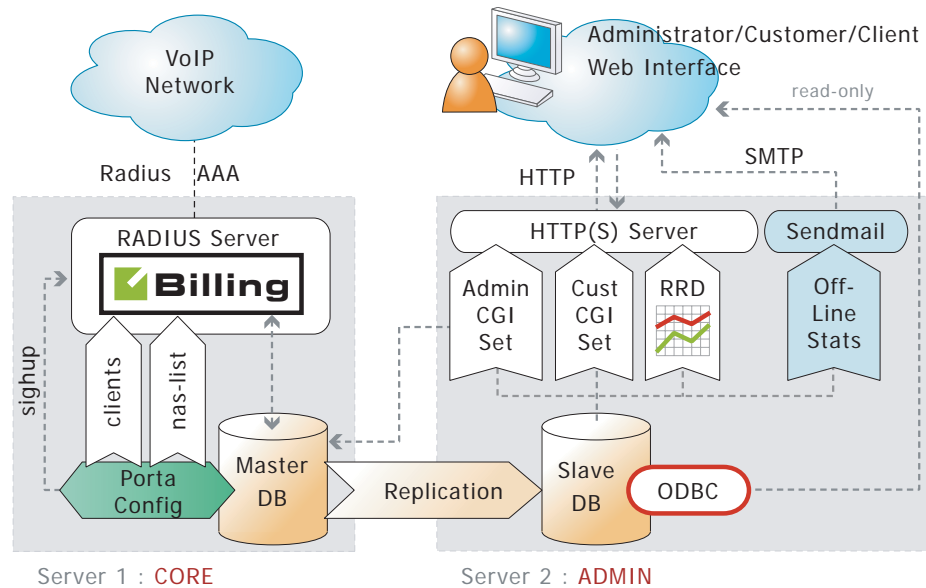 VoIP
Network
Administrator/Customer/Client
Web Interface
read-only
Radius AAA
HTTP
SMTP
RADIUS Server
Billing
HTTP(S) Server
Sendmail
Admin
CGI
Set
Cust
CGI
Set
RRD
Off-
Line
Stats
sighup
clients
nas-list
Porta
Config
Master
DB
Replication
Slave
DB
ODBC
Server 1 : CORE
Server 2 : ADMIN